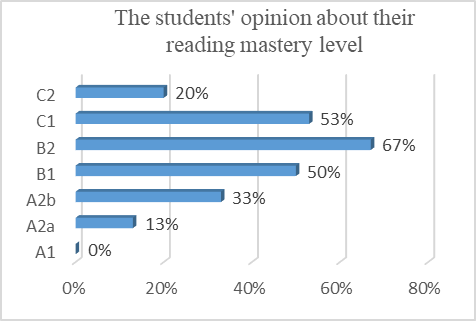 The students' opinion about their
reading mastery level
C2 20%
C1 53%
B2 67%
B1 50%
A2b 33%
A2a 13%
A1 0%
0% 20% 40% 60% 80%